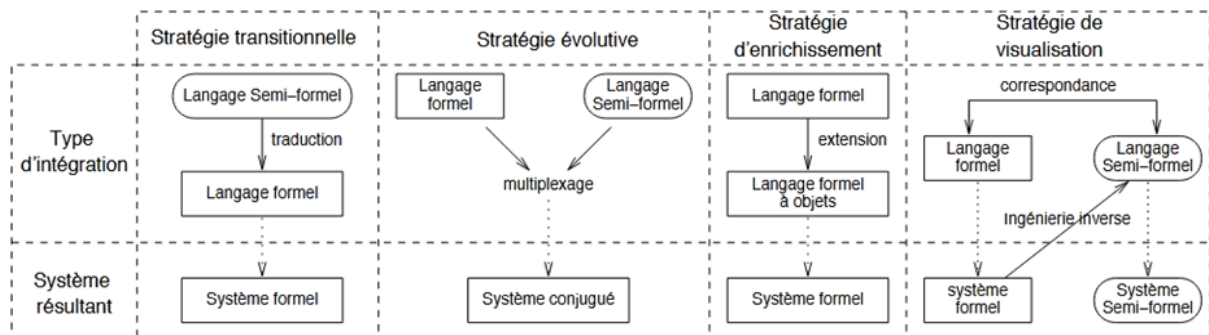 Stratégie transitionnelle
Stratégie évolutive
Stratégie
d'enrichissement
Stratégie de
visualisation
Type
d'intégration
Langage Semi–formel
traduction
Langage formel
Langage
formel
Langage
Semi–formel
multiplexage
Langage formel
extension
Langage formel
à objets
correspondance
Langage
formel
Langage
Semi–formel
Ingénierie inverse
Système
résultant
Système formel
Système conjugué
Système formel
système
formel
Système
Semi–formel